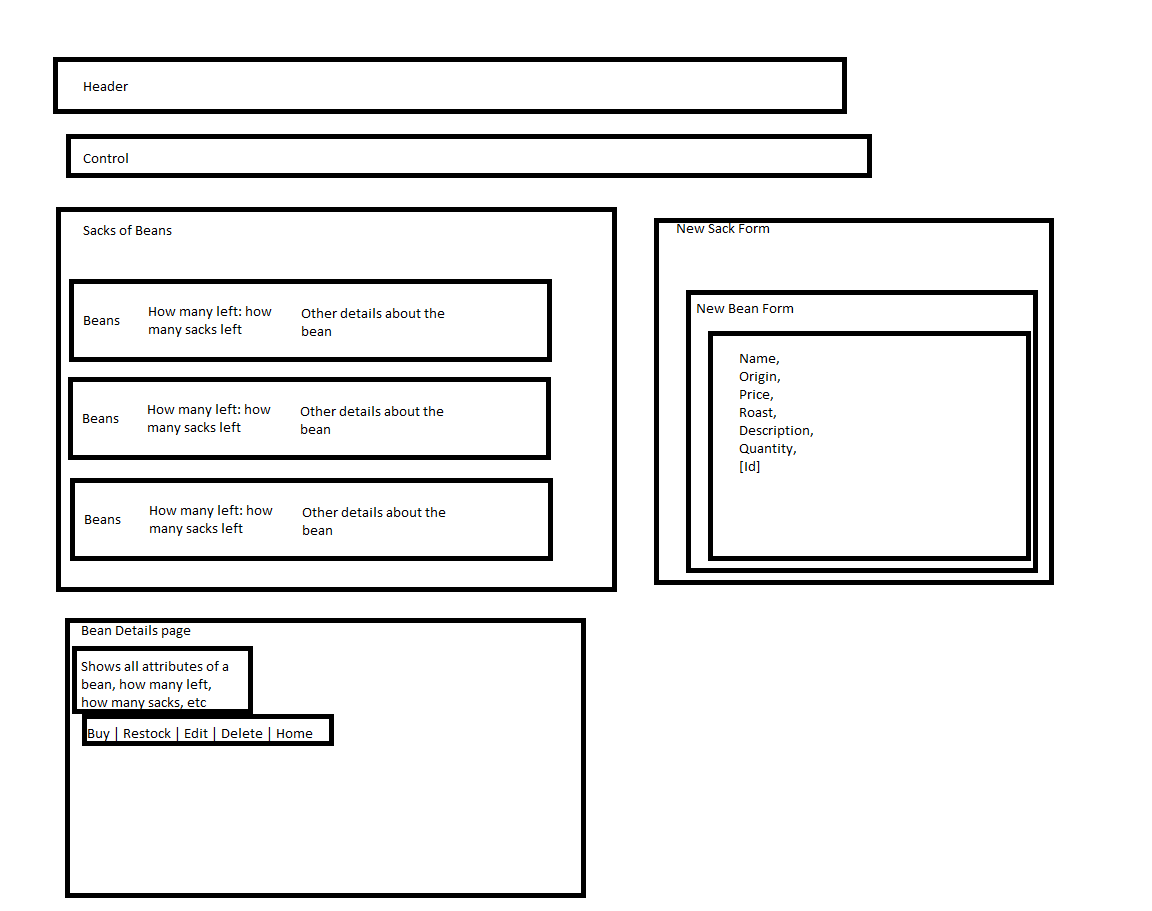 Header
Control
Sacks of Beans
Beans
How many left: how
many sacks left
Other details about the
bean
Beans
How many left: how
many sacks left
Other details about the
bean
Beans
How many left: how
many sacks left
Other details about the
bean
New Sack Form
New Bean Form
Name,
Origin,
Price,
Roast,
Description,
Quantity,
[Id]
Bean Details page
Shows all attributes of a
bean, how many left,
how many sacks, etc
Buy | Restock | Edit | Delete | Home